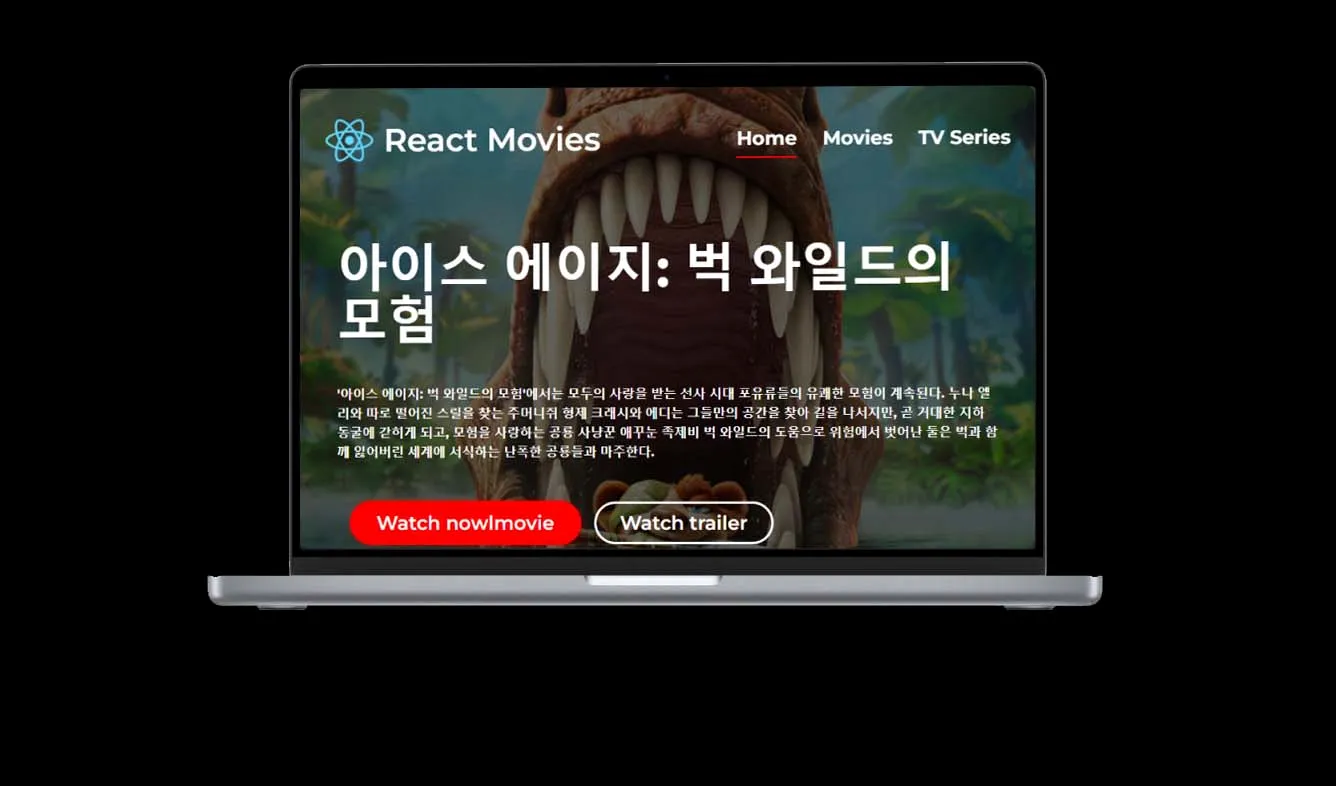 React Movies
Home
Movies
TV Series
아이스 에이지: 벅 와일드의
모험
'아이스 에이지: 벅 와일드의 모험'에서는 모두의 사랑을 받는 선사 시대 포유류들의 유쾌한 모험이 계속된다. 누나 엘
리와 따로 떨어진 스릴을 찾는 주머니쥐 형제 크래시와 에디는 그들만의 공간을 찾아 길을 나서지만, 곧 거대한 지하
동굴에 갇히게 되고, 모험을 사랑하는 공룡 사냥꾼 애꾸눈 족제비 벅 와일드의 도움으로 위험에서 벗어난 둘은 벅과 함
께 잃어버린 세계에 서식하는 난폭한 공룡들과 마주한다.
Watch nowlmovie
Watch trailer